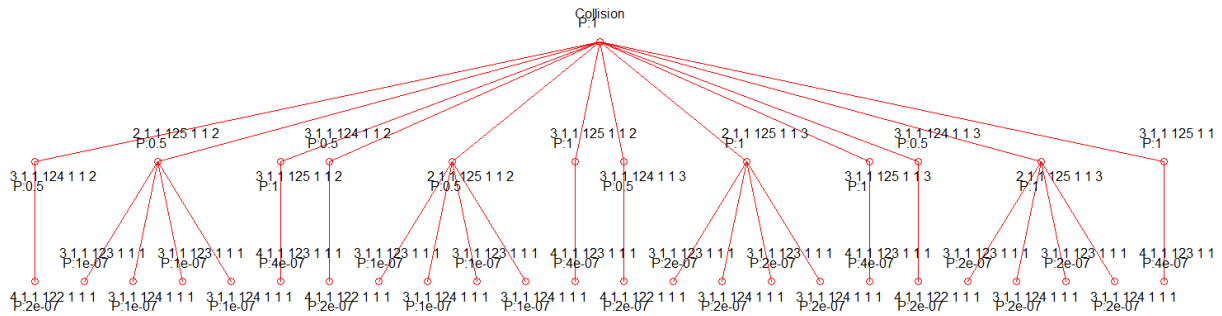 Collision
P:1
2,1,1,125 1 1 2 3,1,1,124 1 1 2 3,1,1,125 1 1 2 2,1,1,125 1 1 3 3,1,1,124 1 1 3 3,1,1,125 1 1
P:0.5 P:0.5 P:1 P:1 P:0.5 P:1
3,1,1,124 1 1 2 3,1,1,125 1 1 2 2,1,1,125 1 1 2 3,1,1,124 1 1 3 3,1,1,125 1 1 3 2,1,1,125 1 1 3
P:0.5 P:1 P:0.5 P:0.5 P:1 P:1
3,1,1,123 1 1 1 3,1,1,123 1 1 1 4,1,1,123 1 1 1 3,1,1,123 1 1 1 3,1,1,123 1 1 1 4,1,1,123 1 1 1 3,1,1,123 1 1 1 3,1,1,123 1 1 1 4,1,1,123 1 1 1 3,1,1,123 1 1 1 3,1,1,123 1 1 1 4,1,1,123 1 1 1
P:1e-07 P:1e-07 P:4e-07 P:1e-07 P:1e-07 P:4e-07 P:2e-07 P:2e-07 P:4e-07 P:2e-07 P:2e-07 P:4e-07
4,1,1,122 1 1 1 3,1,1,124 1 1 1 3,1,1,124 1 1 1 4,1,1,122 1 1 1 3,1,1,124 1 1 1 3,1,1,124 1 1 1 4,1,1,122 1 1 1 3,1,1,124 1 1 1 3,1,1,124 1 1 1 4,1,1,122 1 1 1 3,1,1,124 1 1 1 3,1,1,124 1 1 1
P:2e-07 P:1e-07 P:1e-07 P:2e-07 P:1e-07 P:1e-07 P:2e-07 P:2e-07 P:2e-07 P:2e-07 P:2e-07 P:2e-07